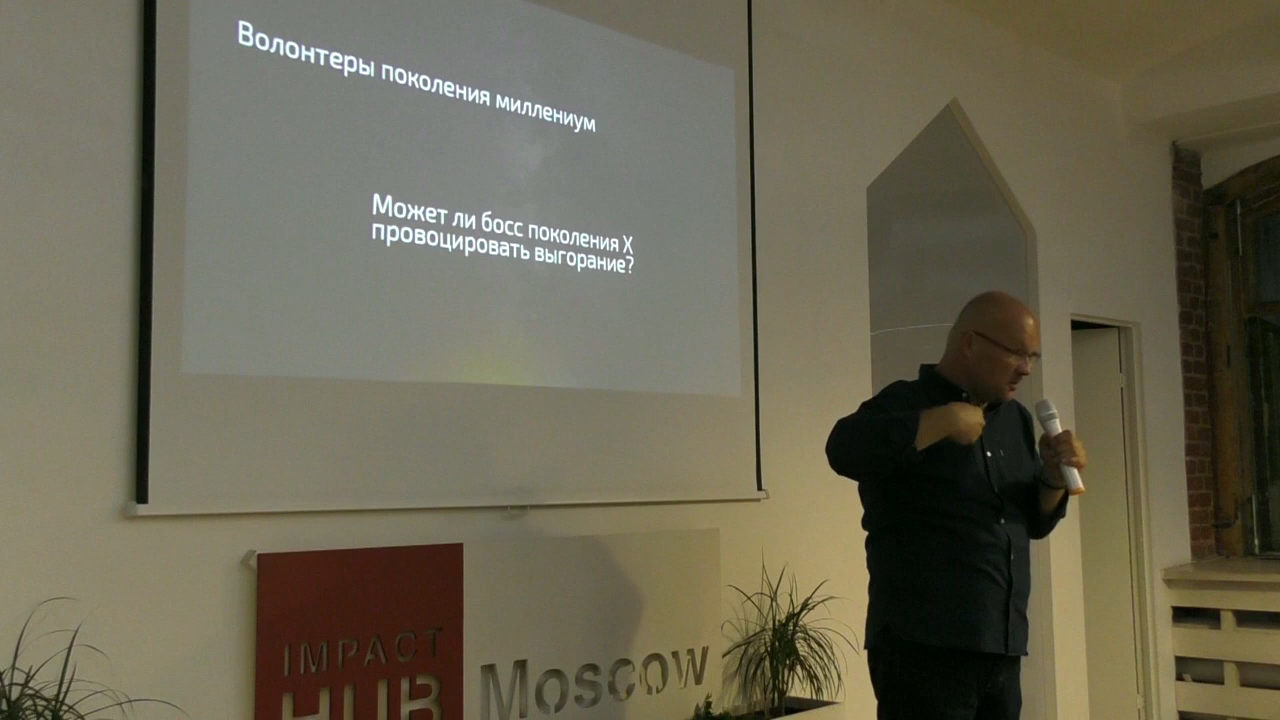 Волонтеры поколения миллениум
Может ли босс поколения X
провоцировать выгорание?
IMPACT
HUB
Moscow